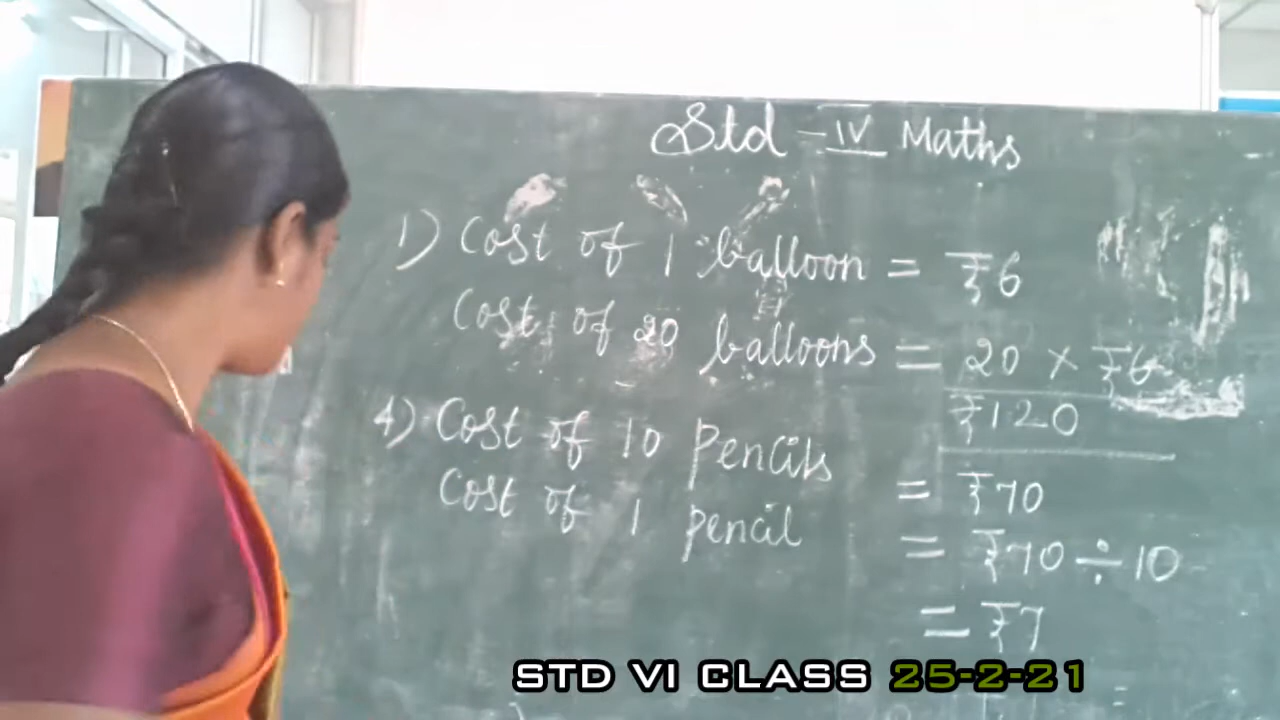 Std - IV Maths
1) Cost of 1 balloon = ₹6
Cost of 20 balloons = 20 × ₹6
₹120
4) Cost of 10 Pencils = ₹70
Cost of 1 pencil = ₹70 ÷ 10
= ₹7
STD VI CLASS 25-2-21